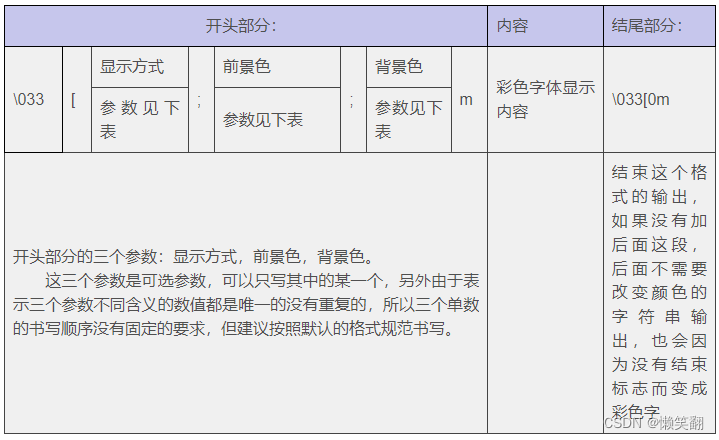 开头部分：
内容
结尾部分：
\033
[
显示方式
参数见下
表
;
前景色
参数见下表
;
背景色
参数见下
表
m
彩色字体显示
内容
\033[0m
开头部分的三个参数：显示方式，前景色，背景色。
这三个参数是可选参数，可以只写其中的某一个，另外由于表
示三个参数不同含义的数值都是唯一的没有重复的，所以三个单数
的书写顺序没有固定的要求，但建议按照默认的格式规范书写。
结束这个格
式的输出，
如果没有加
后面这段，
后面不需要
改变颜色的
字符串输
出，也会因
为没有结束
标志而变成
彩色字
CSDN @懒笑翻